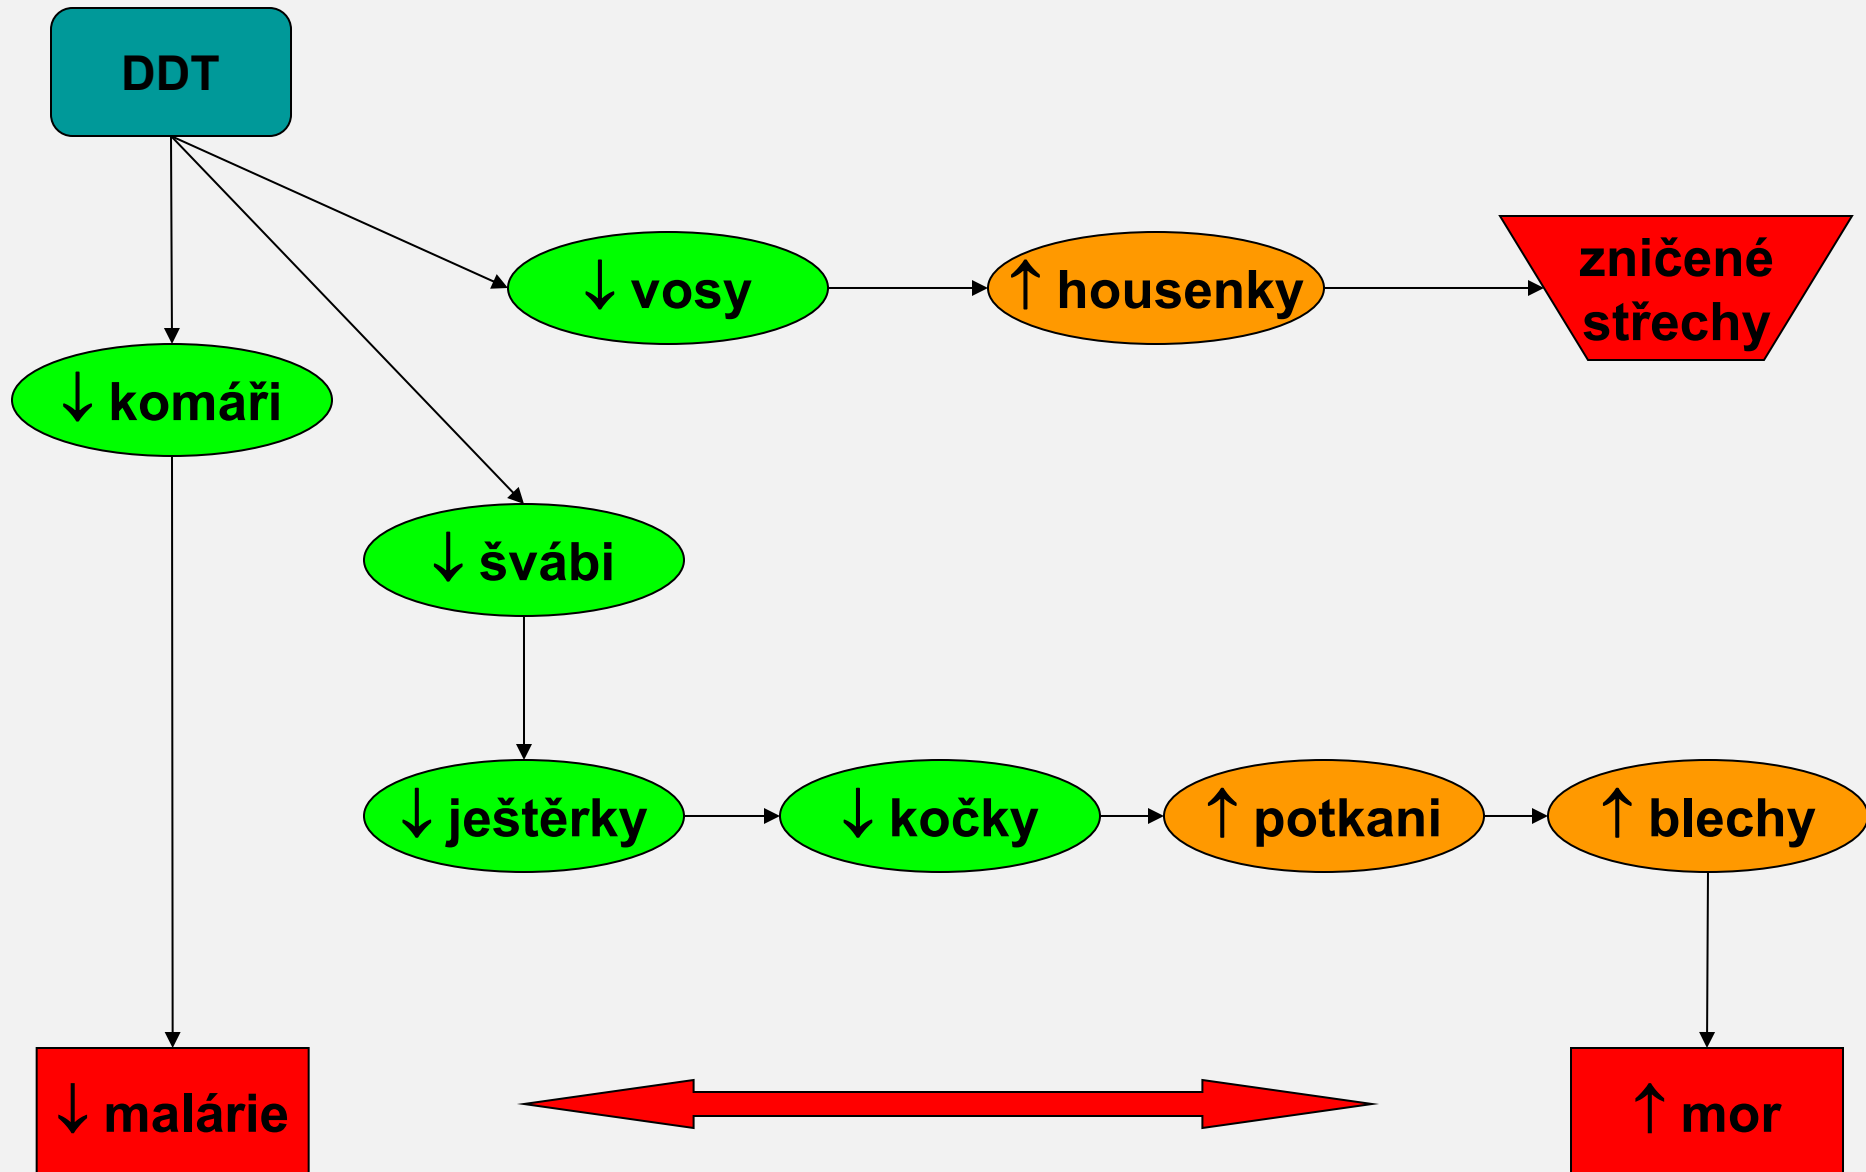 DDT
↓ vosy
↑ housenky
zničené
střechy
↓ komáři
↓ švábi
↓ ještěrky
↓ kočky
↑ potkani
↑ blechy
↓ malárie
↑ mor